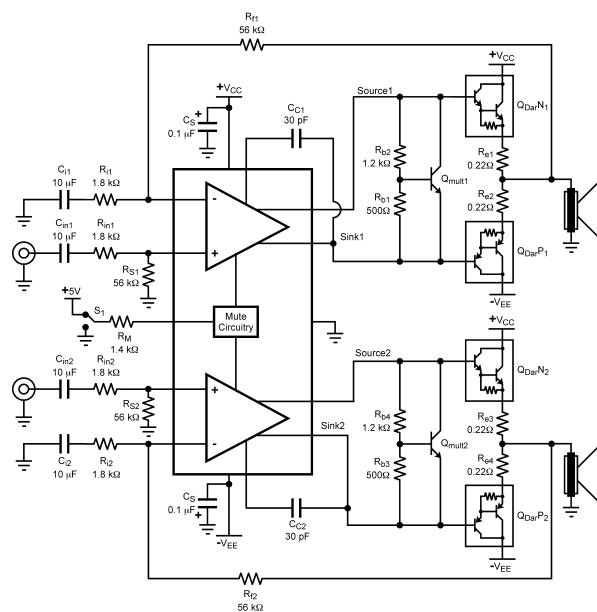 Rf1
56 kΩ
+VCC
+VCC
Source1
QDarN1
CS
0.1 µF
+
CC1
30 pF
Ci1
10 µF
Ri1
1.8 kΩ
Rb2
1.2 kΩ
Qmult1
Re1
0.22Ω
Rb1
500Ω
Re2
0.22Ω
-
+
Cin1
10 µF
Rin1
1.8 kΩ
Sink1
RS1
56 kΩ
QDarP1
-VEE
+5V
S1
RM
1.4 kΩ
Mute
Circuitry
+VCC
Source2
QDarN2
Cin2
10 µF
Rin2
1.8 kΩ
RS2
56 kΩ
+
-
Rb4
1.2 kΩ
Qmult2
Re3
0.22Ω
Sink2
Ci2
10 µF
Ri2
1.8 kΩ
Rb3
500Ω
Re4
0.22Ω
CS
0.1 µF
+
CC2
30 pF
QDarP2
-VEE
-VEE
Rf2
56 kΩ